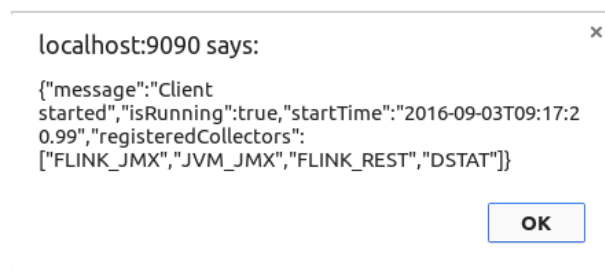 localhost:9090 says:
×
{"message":"Client
started","isRunning":true,"startTime":"2016-09-03T09:17:2
0.99","registeredCollectors":
["FLINK_JMX","JVM_JMX","FLINK_REST","DSTAT"]}
OK